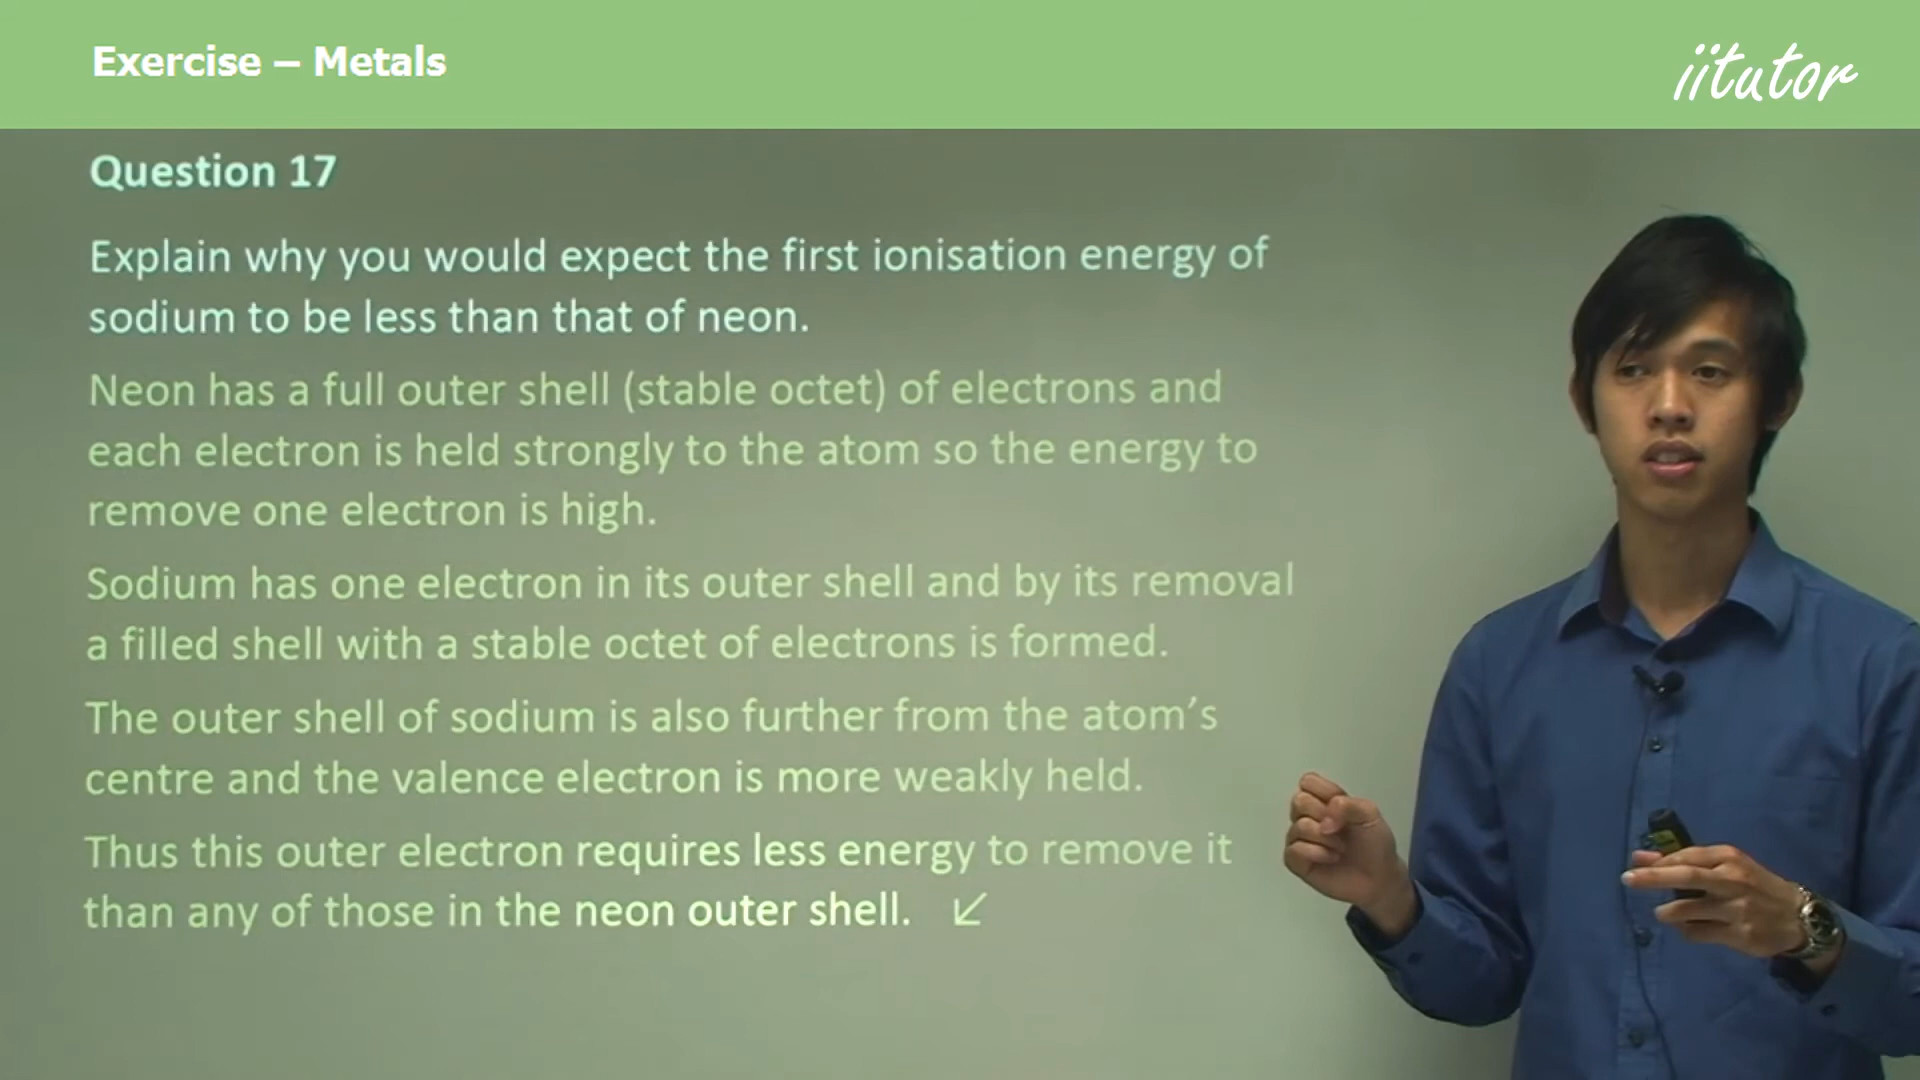 Exercise – Metals
iitutor
Question 17
Explain why you would expect the first ionisation energy of
sodium to be less than that of neon.
Neon has a full outer shell (stable octet) of electrons and
each electron is held strongly to the atom so the energy to
remove one electron is high.
Sodium has one electron in its outer shell and by its removal
a filled shell with a stable octet of electrons is formed.
The outer shell of sodium is also further from the atom’s
centre and the valence electron is more weakly held.
Thus this outer electron requires less energy to remove it
than any of those in the neon outer shell. ↙